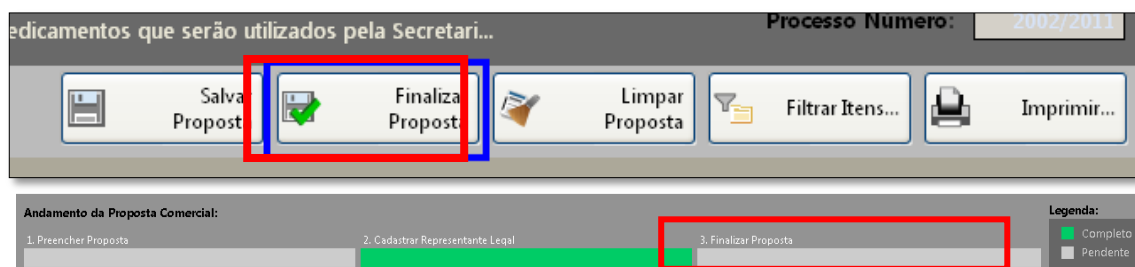 edicamentos que serão utilizados pela Secretari...
Processo Número: 2002/2011
Salva
Propost
Finaliza
Proposta
Limpar
Proposta
Filtrar Itens...
Imprimir...
Andamento da Proposta Comercial:
Legenda:
1. Preencher Proposta
2. Cadastrar Representante Legal
3. Finalizar Proposta
Completo
Pendente